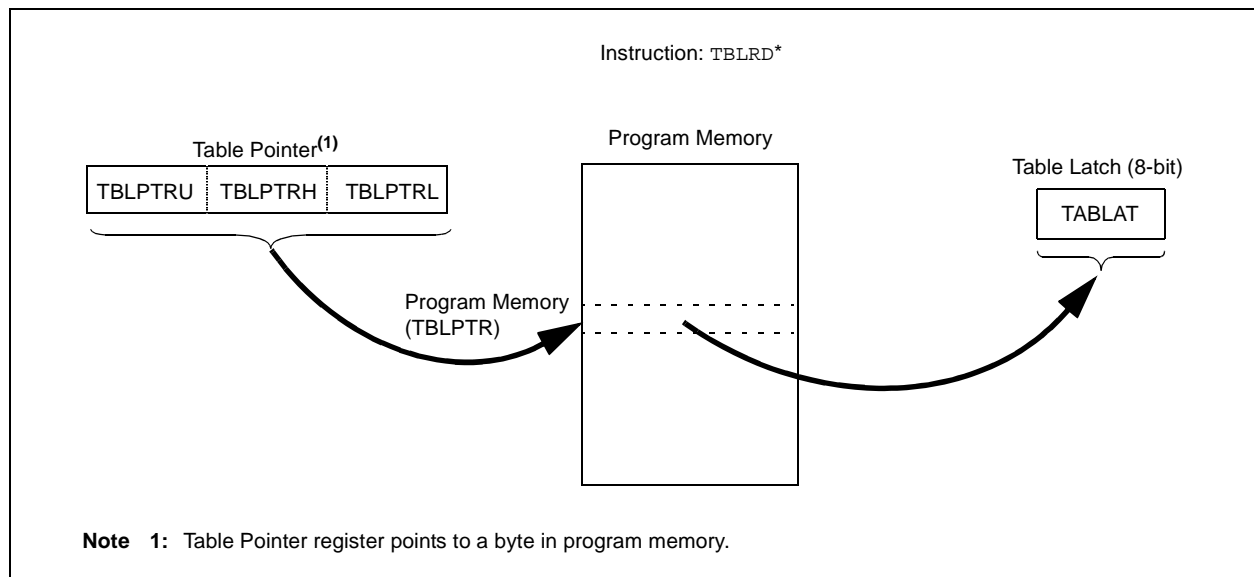 Instruction: TBLRD*
Table Pointer(1)
TBLPTRU TBLPTRH TBLPTRL
Program Memory
Table Latch (8-bit)
TABLAT
Program Memory
(TBLPTR)
Note 1: Table Pointer register points to a byte in program memory.